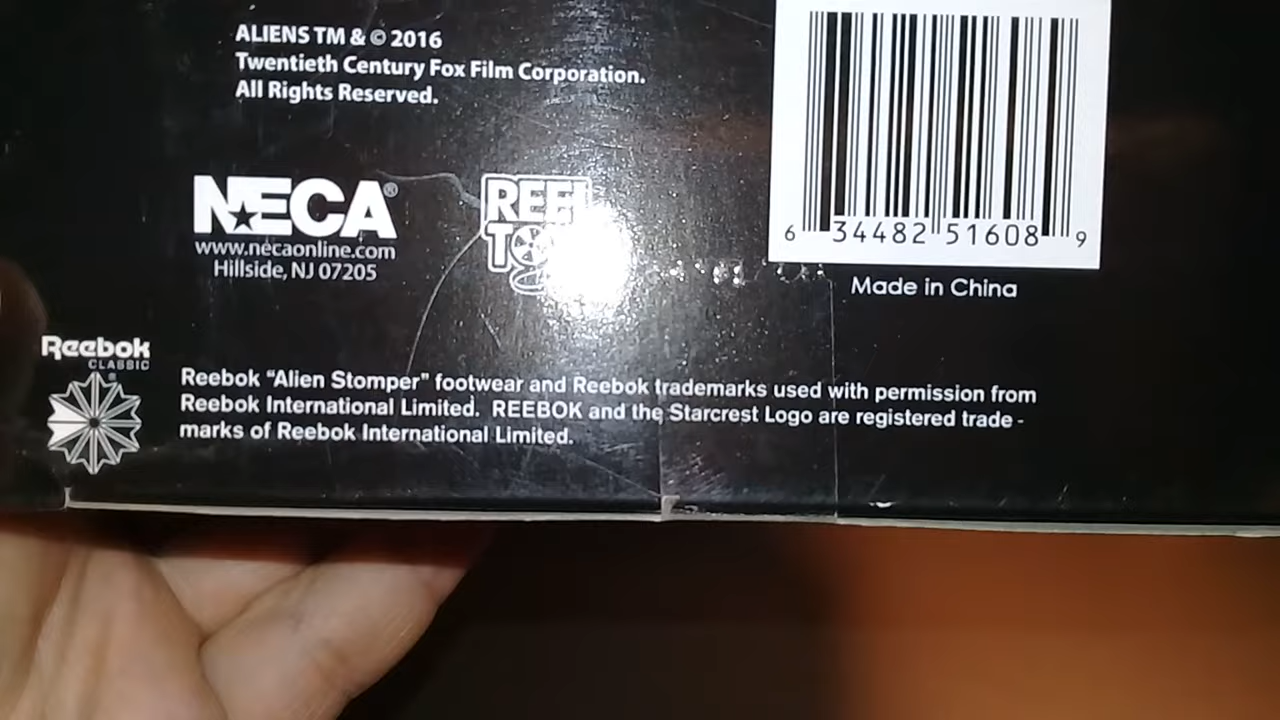 ALIENS TM & © 2016
Twentieth Century Fox Film Corporation.
All Rights Reserved.
NECA®
www.necaonline.com
Hillside, NJ 07205
REEL
6 34482 51608 9
Made in China
Reebok
CLASSIC
®
Reebok “Alien Stomper” footwear and Reebok trademarks used with permission from
Reebok International Limited. REEBOK and the Starcrest Logo are registered trade -
marks of Reebok International Limited.